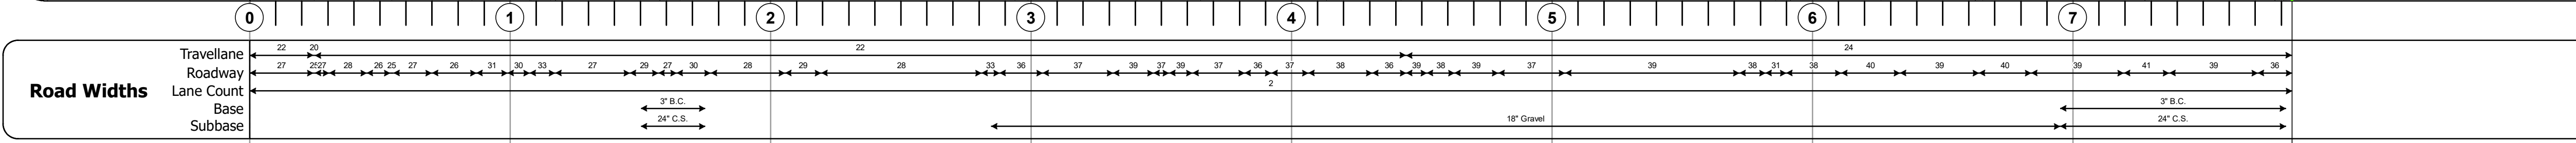 0 1 2 3 4 5 6 7
Travellane 22 20 22 24
Road Widths
Roadway 27 25 27 28 26 25 27 26 31 30 33 27 29 27 30 28 29 28 33 36 37 39 37 39 37 36 37 38 36 39 38 39 37 39 38 31 38 40 39 40 39 41 39 36
Lane Count 2
Base 3" B.C. 3" B.C.
Subbase 24" C.S. 18" Gravel 24" C.S.